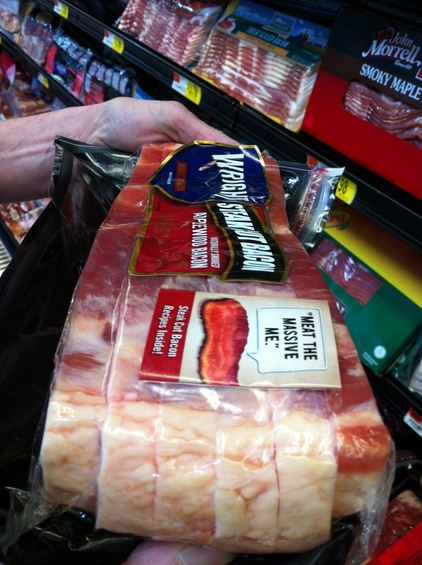 John
Morrell
SMOKY MAPLE
WRIGHT
STEAK CUT BACON
NATURALLY SMOKED
APPLEWOOD BACON
"MEAT THE
MASSIVE
ME."
Steak Cut Bacon
Recipes Inside!